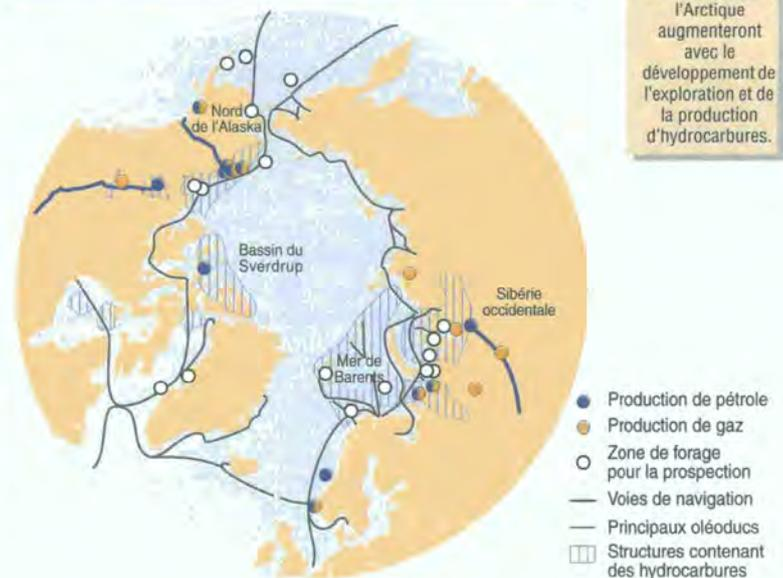 l'Arctique
augmenteront
avec le
développement de
l'exploration et de
la production
d'hydrocarbures.
Nord
de l'Alaska
Bassin du
Sverdrup
Sibérie
occidentale
Mer de
Barents
Production de pétrole
Production de gaz
Zone de forage
pour la prospection
Voies de navigation
Principaux oléoducs
Structures contenant
des hydrocarbures